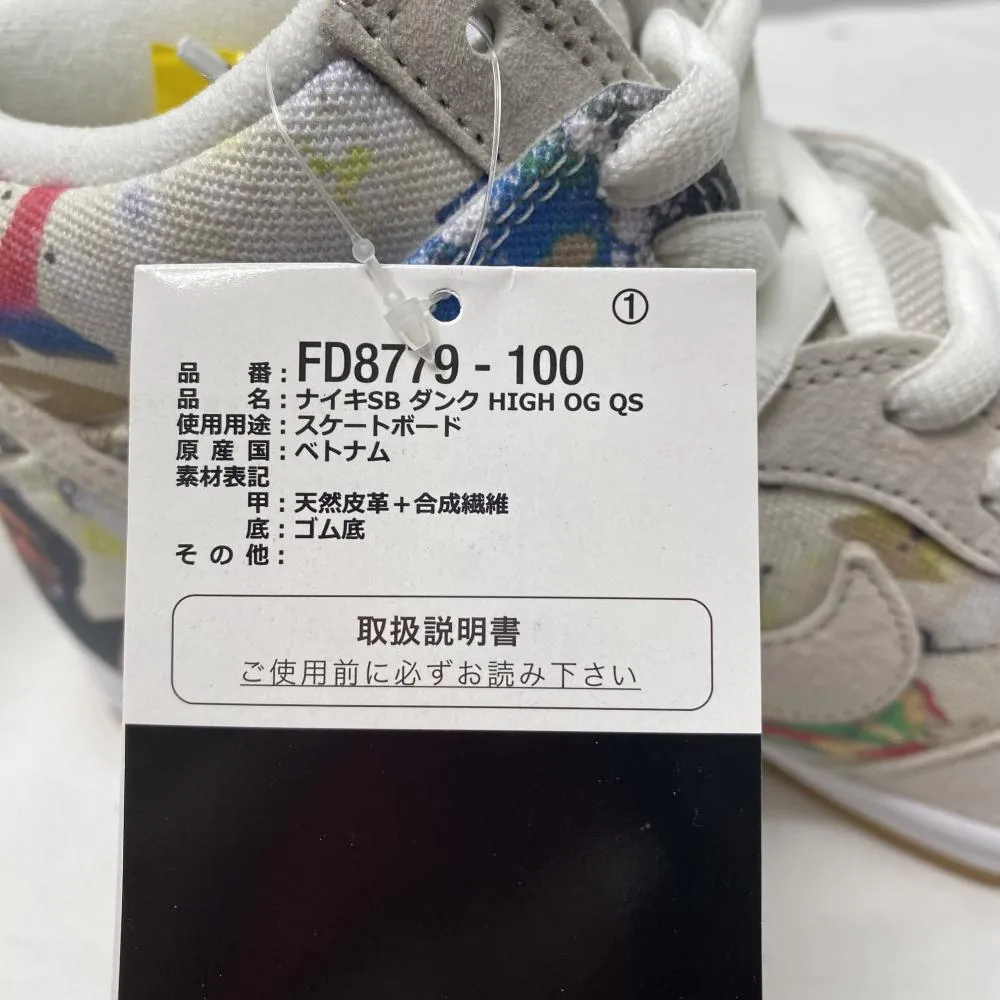 ①
品 番:FD8779-100
品 名:ナイキSB ダンク HIGH OG QS
使用用途:スケートボード
原 産 国:ベトナム
素材表記
甲:天然皮革+合成繊維
底:ゴム底
そ の 他:
取扱説明書
ご使用前に必ずお読み下さい